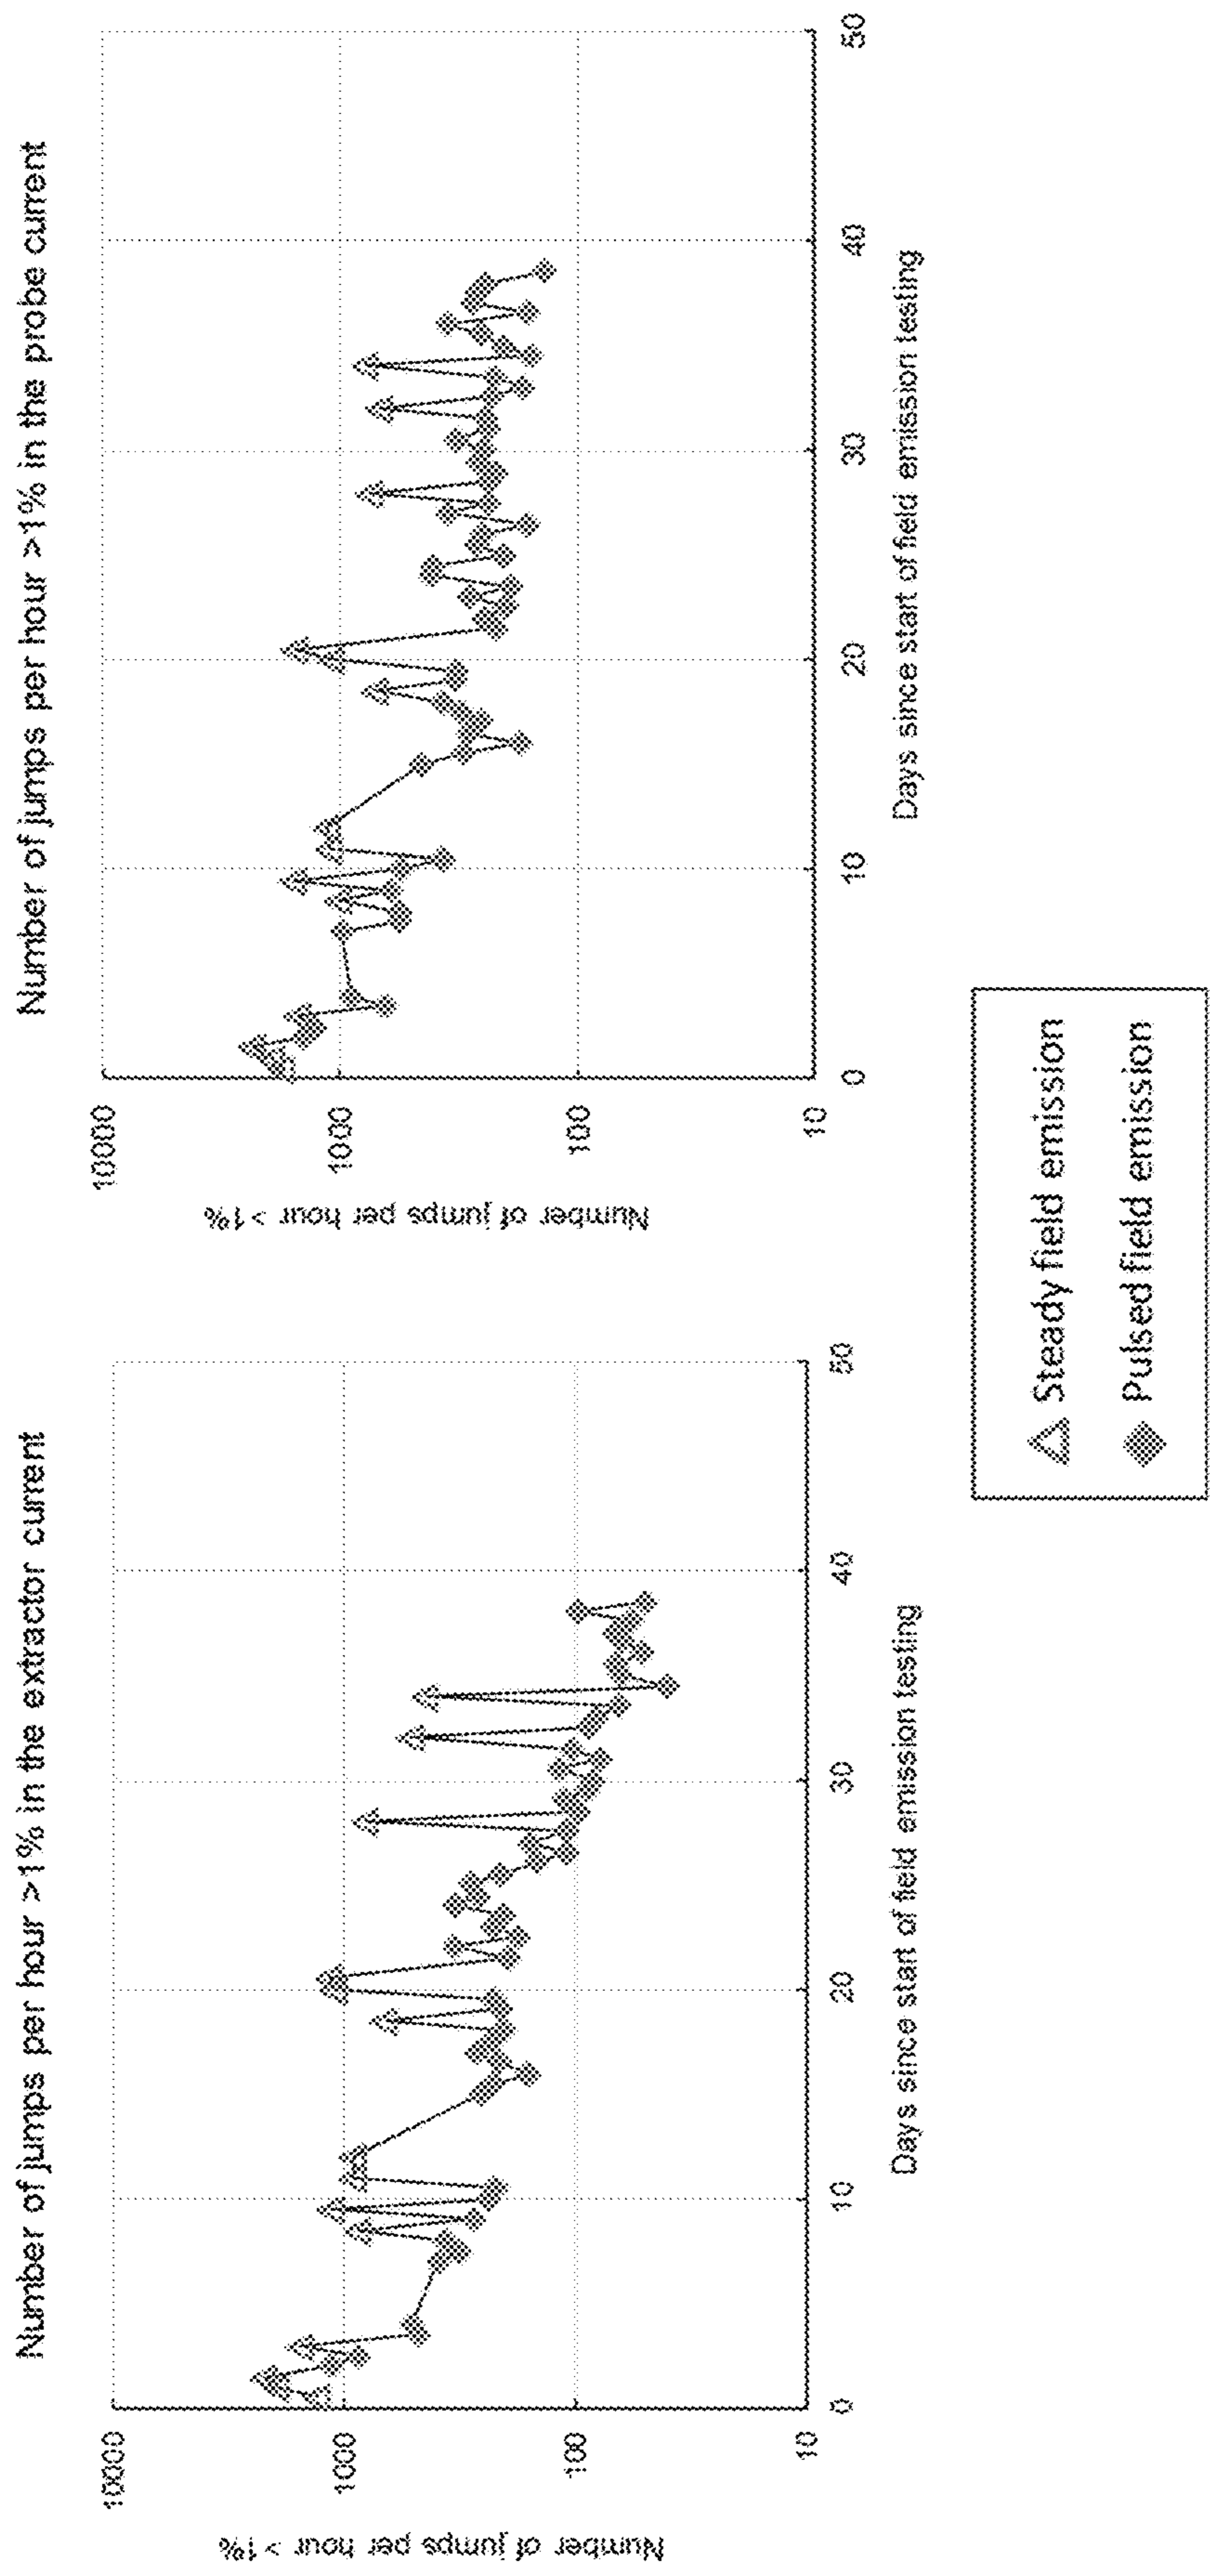 Number of jumps per hour >1% in the extractor current
Number of jumps per hour >1%
10000
1000
100
10
0
10
20
30
40
50
Days since start of field emission testing
Number of jumps per hour >1% in the probe current
Number of jumps per hour >1%
10000
1000
100
10
0
10
20
30
40
50
Days since start of field emission testing
Steady field emission
Pulsed field emission